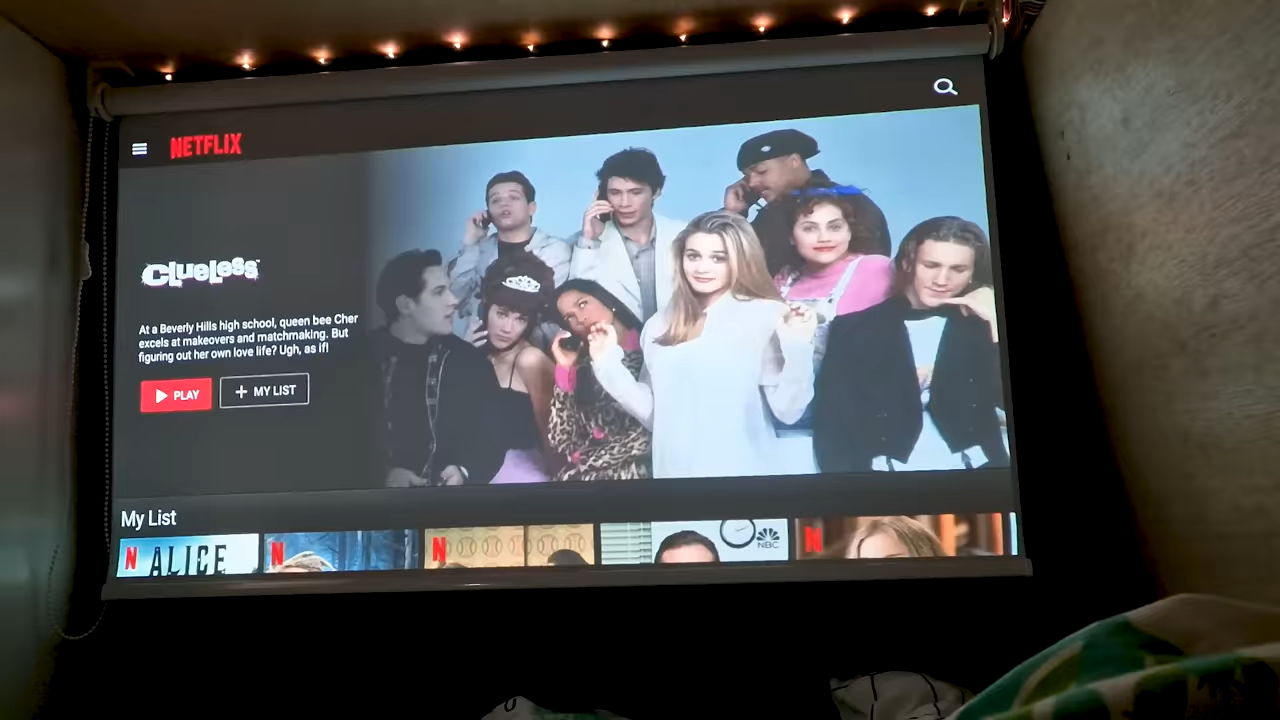 NETFLIX
CLUELESS
At a Beverly Hills high school, queen bee Cher
excels at makeovers and matchmaking. But
figuring out her own love life? Ugh, as if!
PLAY
+ MY LIST
My List
N ALICE
N
N
NBC
N